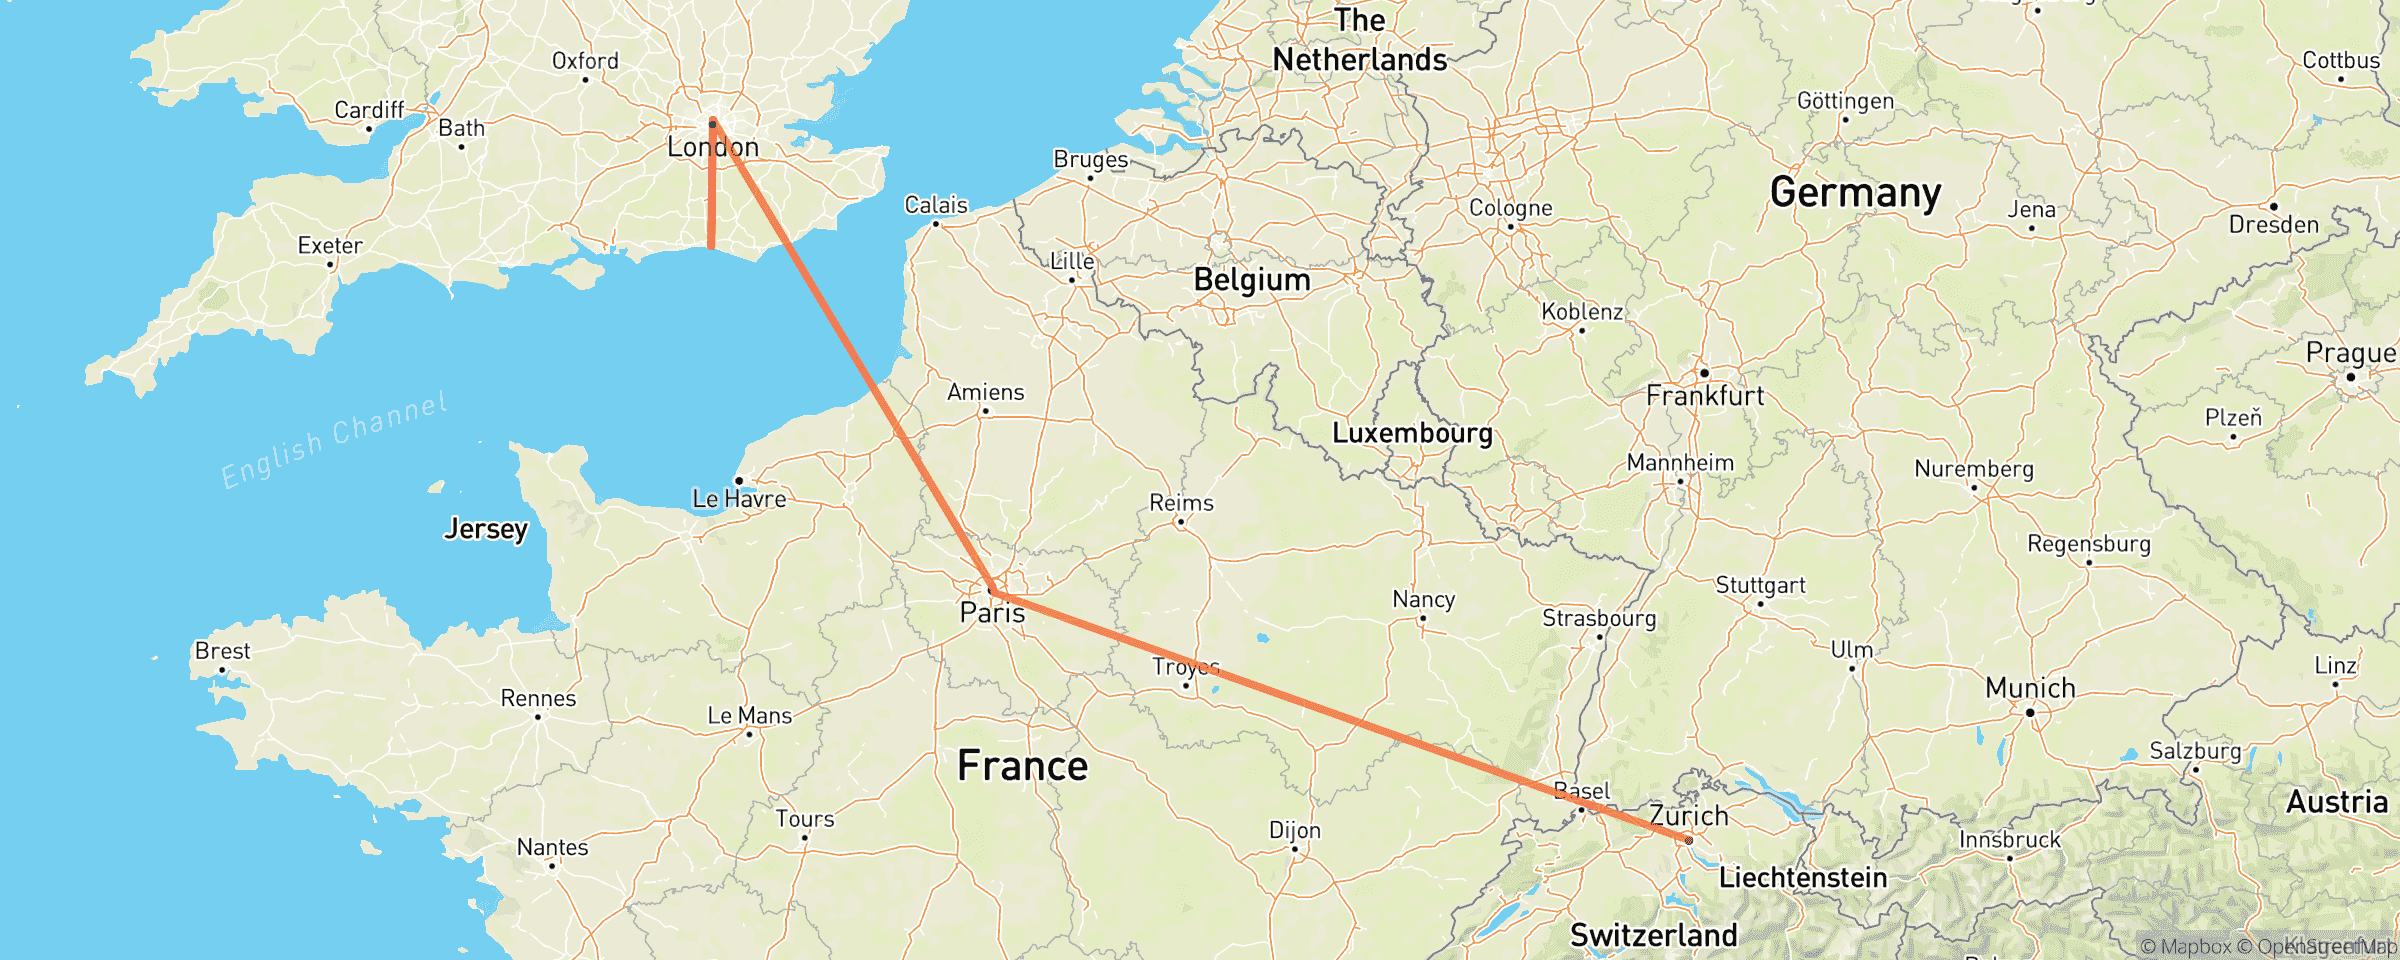 The
Netherlands
Oxford
Cottbus
Cardiff
Göttingen
Bath
London
Bruges
Germany
Calais
Cologne
Jena
Dresden
Exeter
Lille
Belgium
Koblenz
Prague
Amiens
Frankfurt
English Channel
Luxembourg
Plzeň
Mannheim
Nuremberg
Le Havre
Reims
Jersey
Regensburg
Stuttgart
Nancy
Paris
Strasbourg
Brest
Ulm
Troyes
Linz
Rennes
Munich
Le Mans
Salzburg
France
Basel
Austria
Zurich
Tours
Dijon
Innsbruck
Nantes
Liechtenstein
Switzerland
© Mapbox © OpenStreetMap